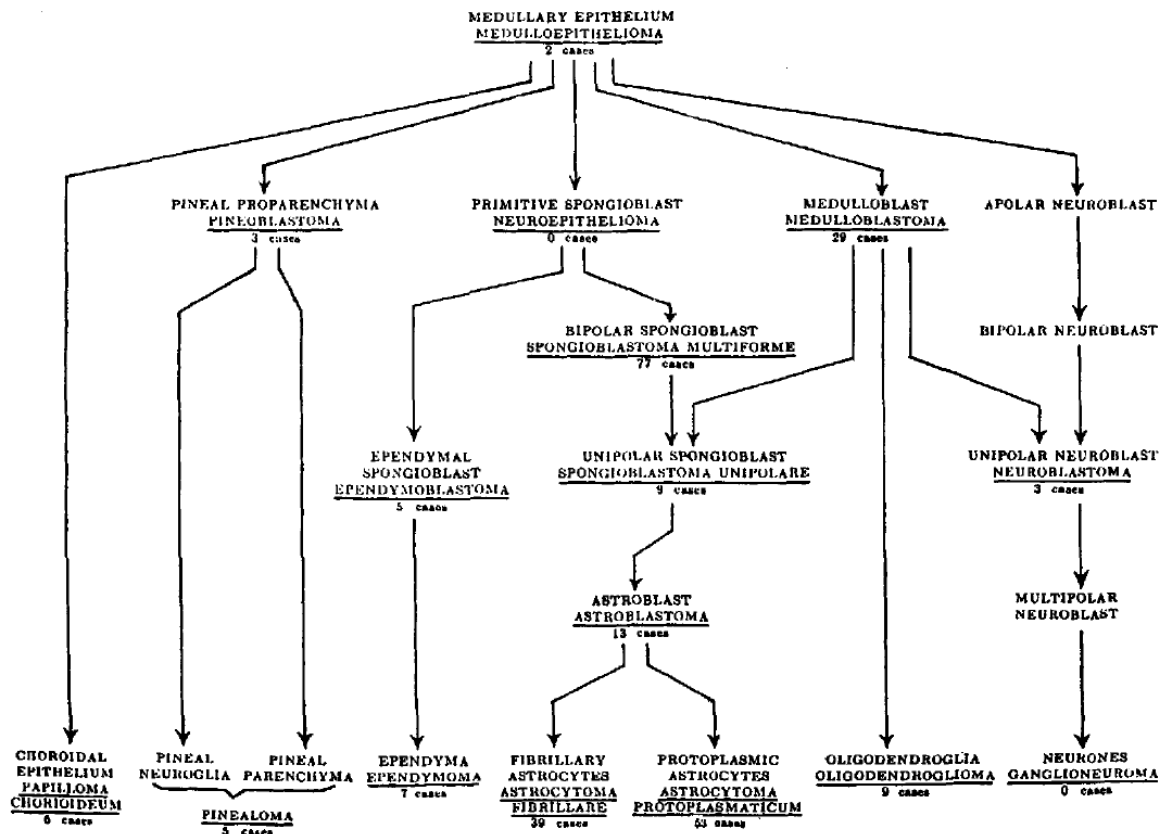 MEDULLARY EPITHELIUM
MEDULLOEPITHELIOMA
2 cases
PINEAL PROPARENCHYMA
PINEOBLASTOMA
3 cases
PRIMITIVE SPONGIOBLAST
NEUROEPITHELIOMA
0 cases
MEDULLOBLAST
MEDULLOBLASTOMA
29 cases
APOLAR NEUROBLAST
BIPOLAR SPONGIOBLAST
SPONGIOBLASTOMA MULTIFORME
77 cases
BIPOLAR NEUROBLAST
EPENDYMAL
SPONGIOBLAST
EPENDYMOBLASTOMA
5 cases
UNIPOLAR SPONGIOBLAST
SPONGIOBLASTOMA UNIPOLARE
9 cases
UNIPOLAR NEUROBLAST
NEUROBLASTOMA
3 cases
ASTROBLAST
ASTROBLASTOMA
13 cases
MULTIPOLAR
NEUROBLAST
CHOROIDAL
EPITHELIUM
PAPILLOMA
CHORIOIDEUM
6 cases
PINEAL
NEUROGLIA
PINEAL
PARENCHYMA
PINEALOMA
5 cases
EPENDYMA
EPENDYMOMA
7 cases
FIBRILLARY
ASTROCYTES
ASTROCYTOMA
FIBRILLARE
39 cases
PROTOPLASMIC
ASTROCYTES
ASTROCYTOMA
PROTOPLASMATICUM
53 cases
OLIGODENDROGLIA
OLIGODENDROGLIOMA
9 cases
NEURONES
GANGLIONEUROMA
0 cases